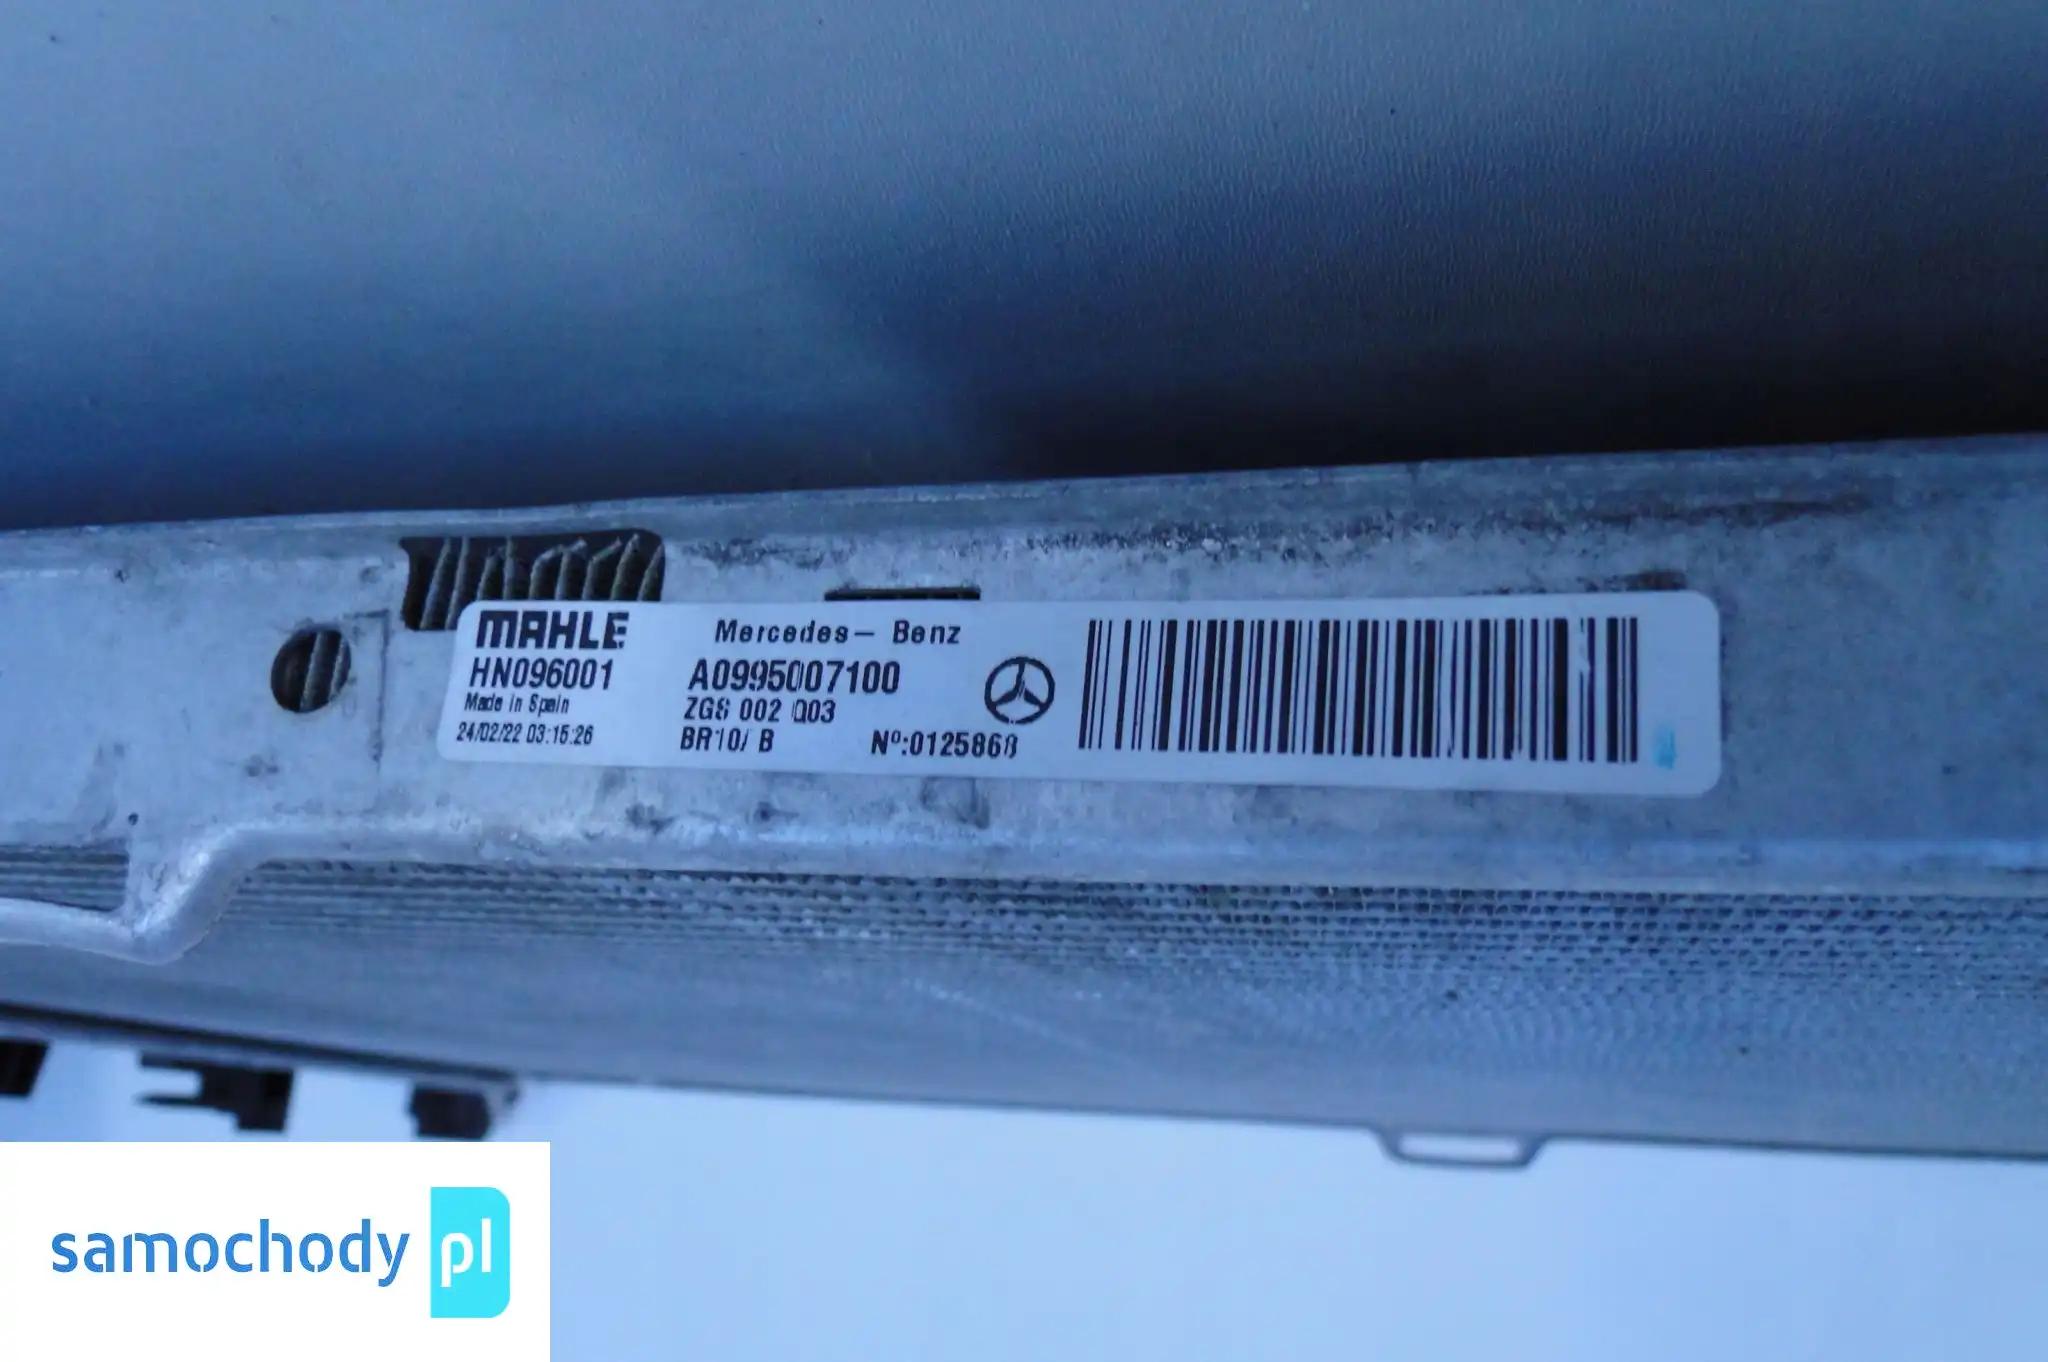 MAHLE
HN096001
Made in Spain
24/02/22 03:15:26
Mercedes- Benz
A0995007100
ZGS 002 003
BR10/ B
Nº:0125868
samochody pl